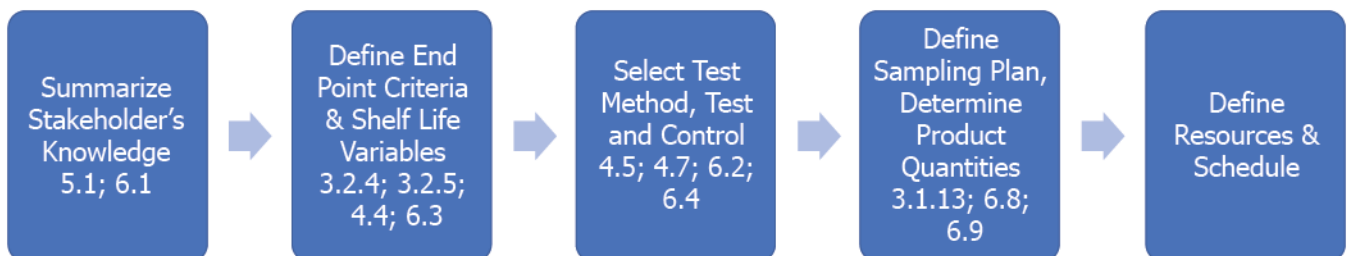 Summarize
Stakeholder’s
Knowledge
5.1; 6.1
Define End
Point Criteria
& Shelf Life
Variables
3.2.4; 3.2.5;
4.4; 6.3
Select Test
Method, Test
and Control
4.5; 4.7; 6.2;
6.4
Define
Sampling Plan,
Determine
Product
Quantities
3.1.13; 6.8;
6.9
Define
Resources &
Schedule